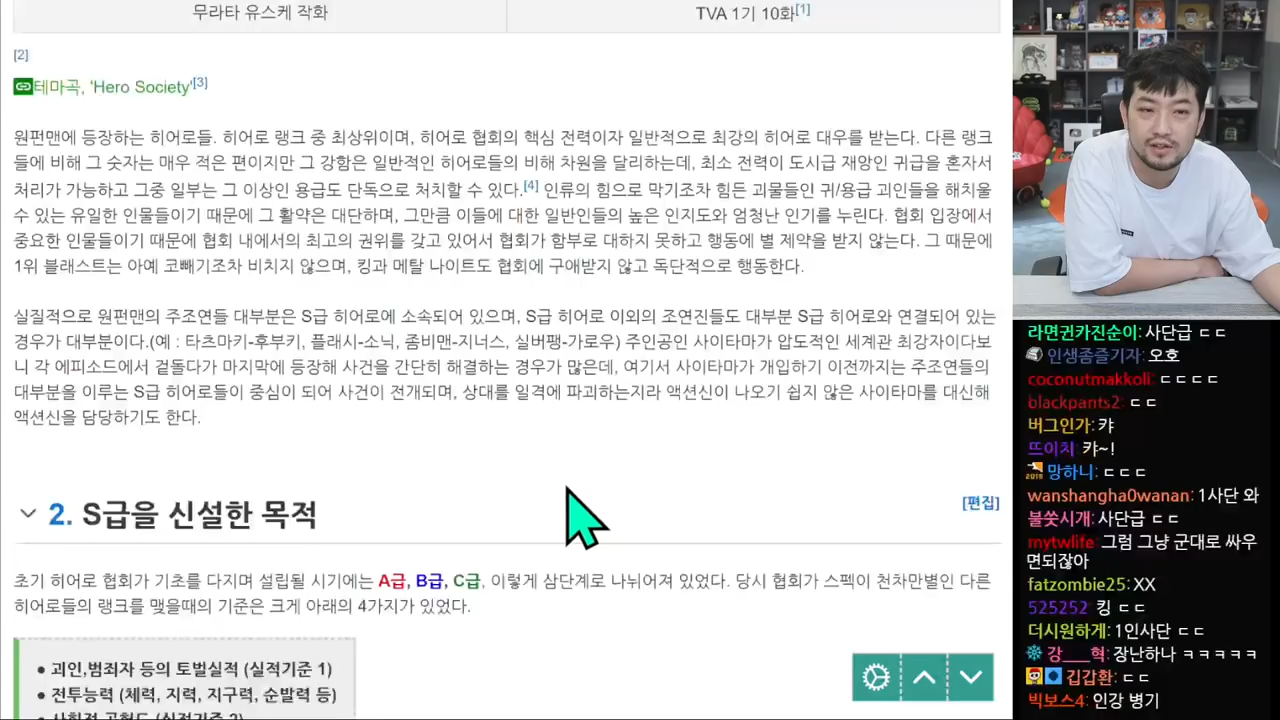 무라타 유스케 작화
TVA 1기 10화[1]
[2]
테마곡, 'Hero Society'[3]
원펀맨에 등장하는 히어로들. 히어로 랭크 중 최상위이며, 히어로 협회의 핵심 전력이자 일반적으로 최강의 히어로 대우를 받는다. 다른 랭크
들에 비해 그 숫자는 매우 적은 편이지만 그 강함은 일반적인 히어로들의 비해 차원을 달리하는데, 최소 전력이 도시급 재앙인 귀급을 혼자서
처리가 가능하고 그중 일부는 그 이상인 용급도 단독으로 처치할 수 있다.[4] 인류의 힘으로 막기조차 힘든 괴물들인 귀/용급 괴인들을 해치울
수 있는 유일한 인물들이기 때문에 그 활약은 대단하며, 그만큼 이들에 대한 일반인들의 높은 인지도와 엄청난 인기를 누린다. 협회 입장에서
중요한 인물들이기 때문에 협회 내에서의 최고의 권위를 갖고 있어서 협회가 함부로 대하지 못하고 행동에 별 제약을 받지 않는다. 그 때문에
1위 블래스트는 아예 코빼기조차 비치지 않으며, 킹과 메탈 나이트도 협회에 구애받지 않고 독단적으로 행동한다.
실질적으로 원펀맨의 주조연들 대부분은 S급 히어로에 소속되어 있으며, S급 히어로 이외의 조연진들도 대부분 S급 히어로와 연결되어 있는
경우가 대부분이다.(예 : 타츠마키-후부키, 플래시-소닉, 좀비맨-지너스, 실버팽-가로우) 주인공인 사이타마가 압도적인 세계관 최강자이다보
니 각 에피소드에서 겉돌다가 마지막에 등장해 사건을 간단히 해결하는 경우가 많은데, 여기서 사이타마가 개입하기 이전까지는 주조연들의
대부분을 이루는 S급 히어로들이 중심이 되어 사건이 전개되며, 상대를 일격에 파괴하는지라 액션신이 나오기 쉽지 않은 사이타마를 대신해
액션신을 담당하기도 한다.
2. S급을 신설한 목적
[편집]
초기 히어로 협회가 기초를 다지며 설립될 시기에는 A급, B급, C급, 이렇게 삼단계로 나뉘어져 있었다. 당시 협회가 스펙이 천차만별인 다른
히어로들의 랭크를 맺을때의 기준은 크게 아래의 4가지가 있었다.
● 괴인,범죄자 등의 토벌실적 (실적기준 1)
● 전투능력 (체력, 지력, 지구력, 순발력 등)
● 사회적 공헌도 (실적기준 2)
라면귄카진순이: 사단급 ㄷㄷ
인생좀즐기자: 오호
coconutmakkoli: ㄷㄷㄷㄷ
blackpants2: ㄷㄷ
버그인가: 캬
뜨이치: 캬~!
망하니: ㄷㄷㄷ
wanshangha0wanan: 1사단 와
불쏫시개: 사단급 ㄷㄷ
mytwlife: 그럼 그냥 군대로 싸우
면되잖아
fatzombie25: XX
525252: 킹 ㄷㄷ
더시원하게: 1인사단 ㄷㄷ
강___혁: 장난하나 ㅋㅋㅋㅋㅋ
김갑환: ㄷㄷ
빅보스4: 인강 병기